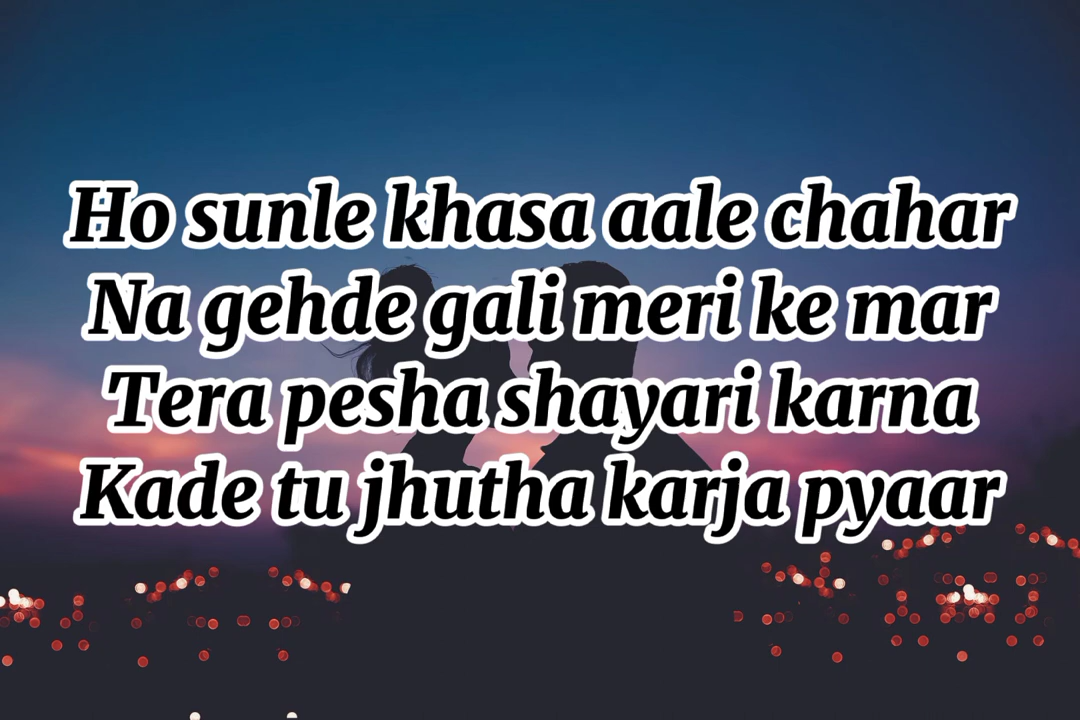 Ho sunle khasa aale chahar
Na gehde gali meri ke mar
Tera pesha shayari karna
Kade tu jhutha karja pyaar